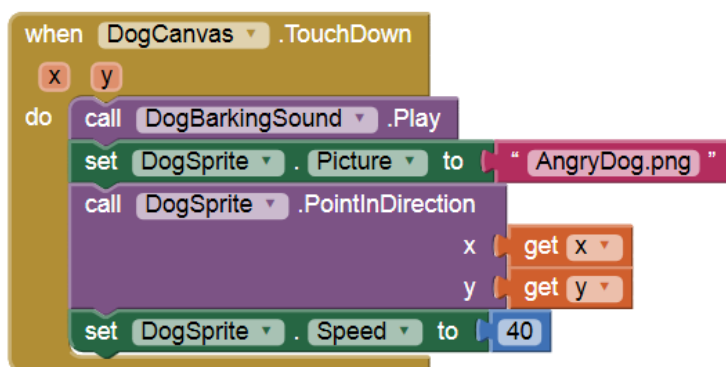 when DogCanvas .TouchDown
x y
do call DogBarkingSound .Play
set DogSprite . Picture to " AngryDog.png "
call DogSprite .PointInDirection
x get x
y get y
set DogSprite . Speed to 40